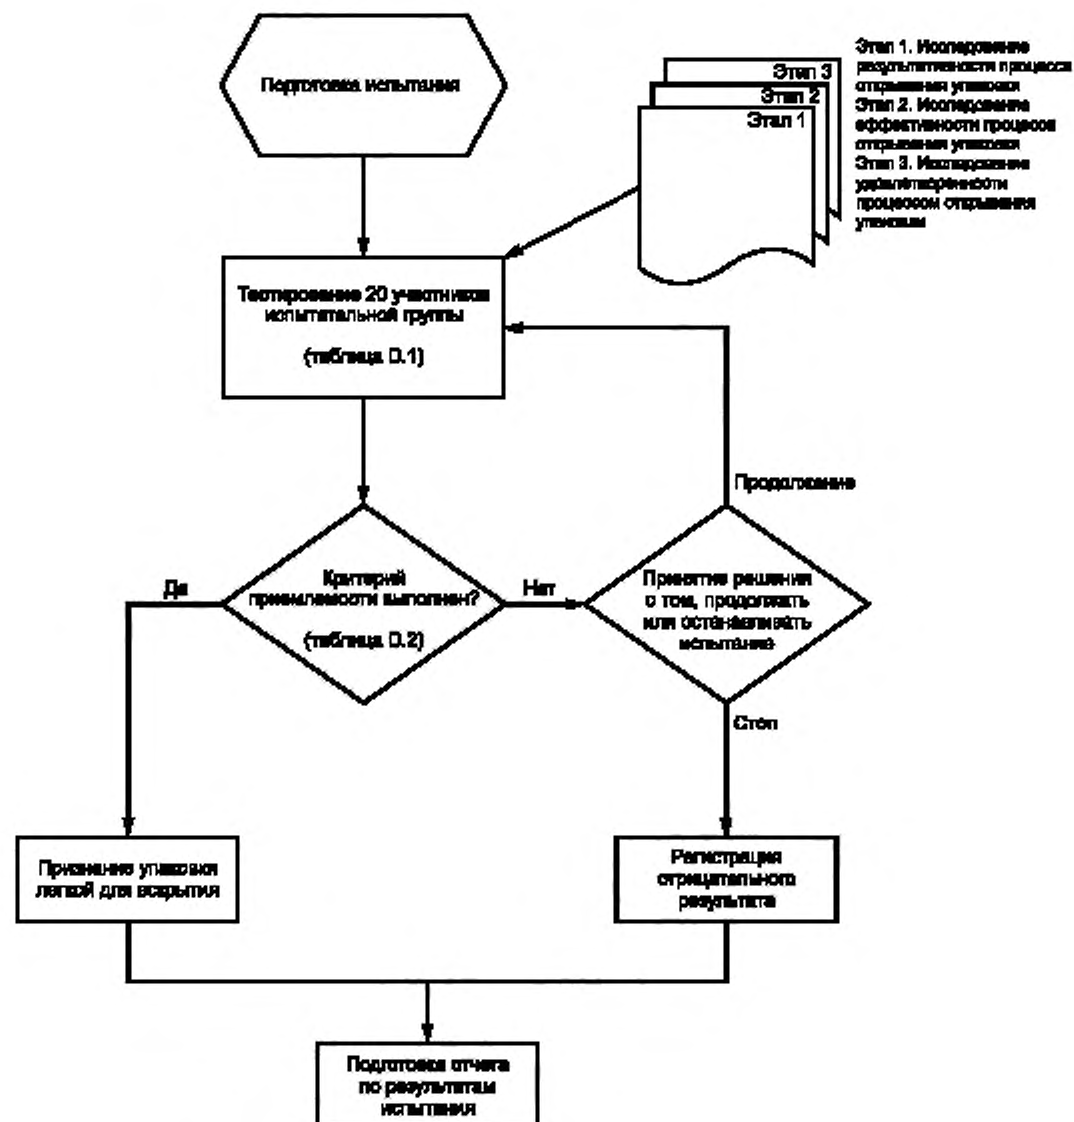 Подготовка испытания
Этап 3
Этап 2
Этап 1
Этап 1. Исследование
результативности процесса
открывания упаковки
Этап 2. Исследование
эффективности процесса
открывания упаковки
Этап 3. Исследование
удовлетворенности
процессом открывания
упаковки
Тестирование 20 участников
испытательной группы
(таблица D.1)
Продолжение
Да
Критерий
приемлемости выполнен?
(таблица D.2)
Нет
Принятие решения
о том, продолжать
или останавливать
испытание
Стоп
Признание упаковки
легкой для вскрытия
Регистрация
отрицательного
результата
Подготовка отчета
по результатам
испытания